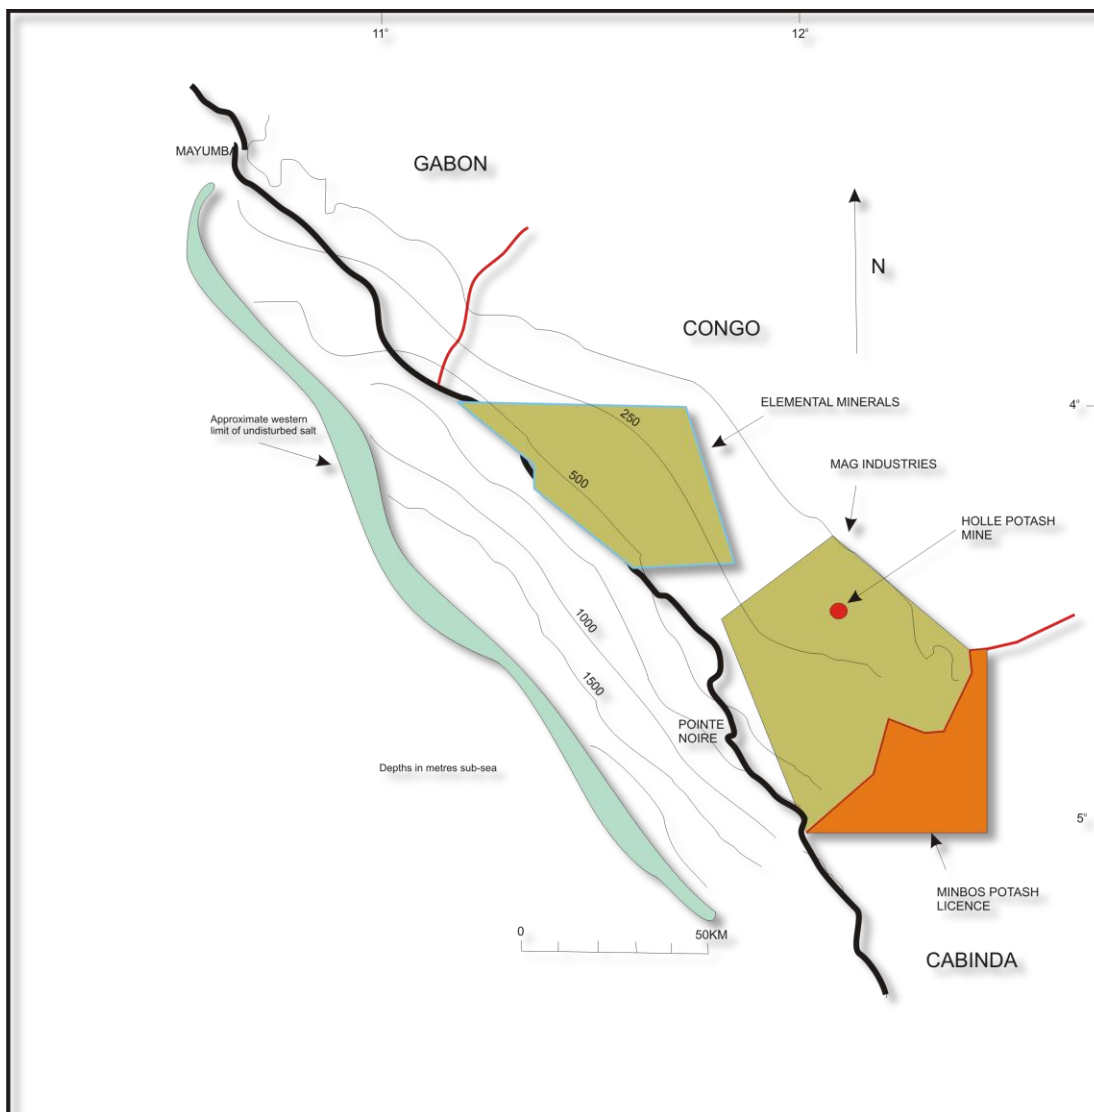 11°
12°
MAYUMBA
GABON
N
CONGO
ELEMENTAL MINERALS
4°
250
Approximate western
limit of undisturbed salt
MAG INDUSTRIES
500
HOLLE POTASH
MINE
1000
1500
POINTE
NOIRE
Depths in metres sub-sea
5°
MINBOS POTASH
LICENCE
0
50KM
CABINDA